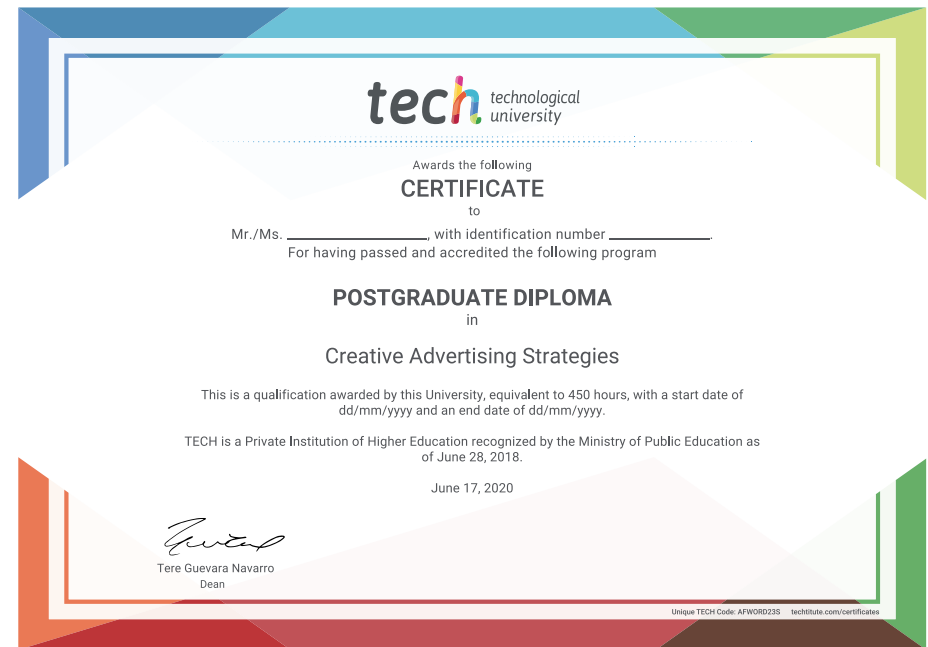 tech technological
university
Awards the following
CERTIFICATE
to
Mr./Ms. ____________________, with identification number ______________.
For having passed and accredited the following program
POSTGRADUATE DIPLOMA
in
Creative Advertising Strategies
This is a qualification awarded by this University, equivalent to 450 hours, with a start date of
dd/mm/yyyy and an end date of dd/mm/yyyy.
TECH is a Private Institution of Higher Education recognized by the Ministry of Public Education as
of June 28, 2018.
June 17, 2020
Tere Guevara Navarro
Dean
Unique TECH Code: AFWORD23S techtitute.com/certificates